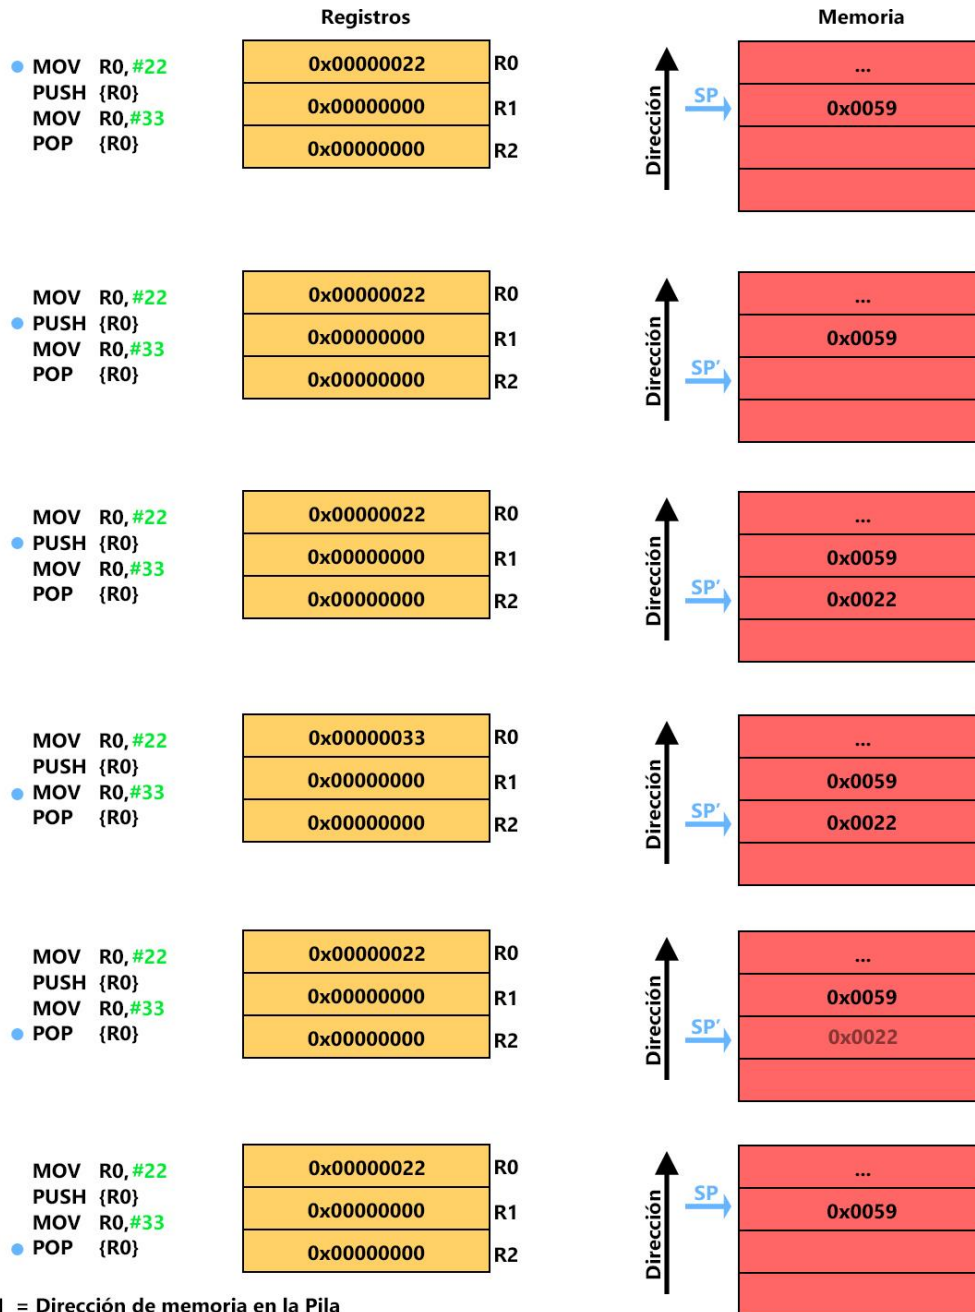 Registros Memoria
MOV R0,#22 0x00000022 R0 ...
PUSH {R0} 0x00000000 R1 Dirección SP 0x0059
MOV R0,#33
POP {R0} 0x00000000 R2
MOV R0,#22 0x00000022 R0 ...
PUSH {R0} 0x00000000 R1 Dirección 0x0059
MOV R0,#33
POP {R0} 0x00000000 R2 SP’
MOV R0,#22 0x00000022 R0 ...
PUSH {R0} 0x00000000 R1 Dirección 0x0059
MOV R0,#33
POP {R0} 0x00000000 R2 SP’ 0x0022
MOV R0,#22 0x00000033 R0 ...
PUSH {R0}
MOV R0,#33 0x00000000 R1 Dirección 0x0059
POP {R0} 0x00000000 R2 SP’ 0x0022
MOV R0,#22 0x00000022 R0 ...
PUSH {R0}
MOV R0,#33 0x00000000 R1 Dirección 0x0059
POP {R0} 0x00000000 R2 SP’ 0x0022
MOV R0,#22 0x00000022 R0 ...
PUSH {R0} SP
MOV R0,#33 0x00000000 R1 Dirección 0x0059
POP {R0} 0x00000000 R2
= Dirección de memoria en la Pila